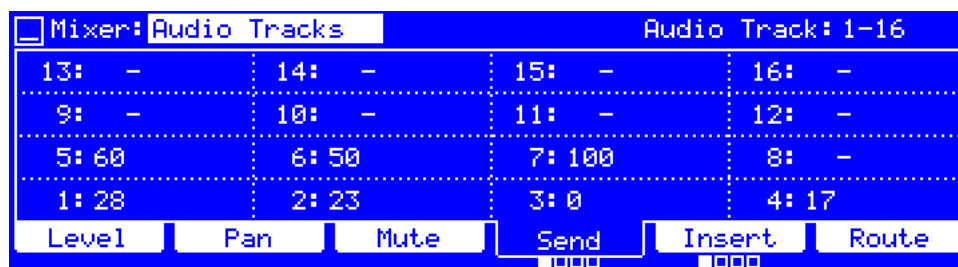 Mixer: Audio Tracks Audio Track: 1-16
13: - 14: - 15: - 16: -
9: - 10: - 11: - 12: -
5: 60 6: 50 7: 100 8: -
1: 28 2: 23 3: 0 4: 17
Level Pan Mute Send Insert Route